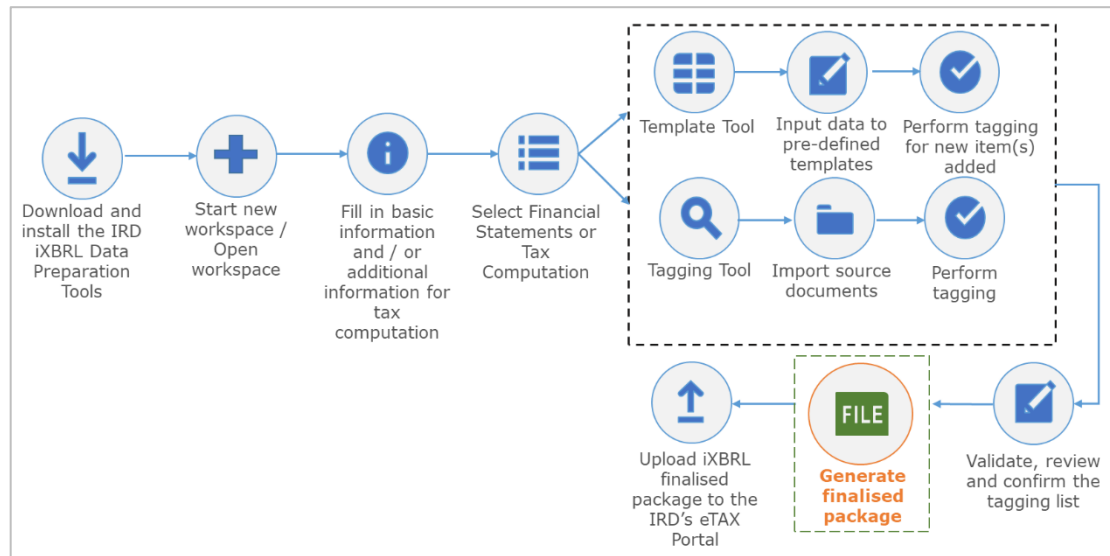 Download and
install the IRD
iXBRL Data
Preparation
Tools
Start new
workspace /
Open
workspace
Fill in basic
information
and / or
additional
information for
tax
computation
Select Financial
Statements or
Tax
Computation
Template Tool
Input data to
pre-defined
templates
Perform tagging
for new item(s)
added
Tagging Tool
Import source
documents
Perform
tagging
Validate, review
and confirm the
tagging list
FILE
Generate
finalised
package
Upload iXBRL
finalised
package to the
IRD’s eTAX
Portal